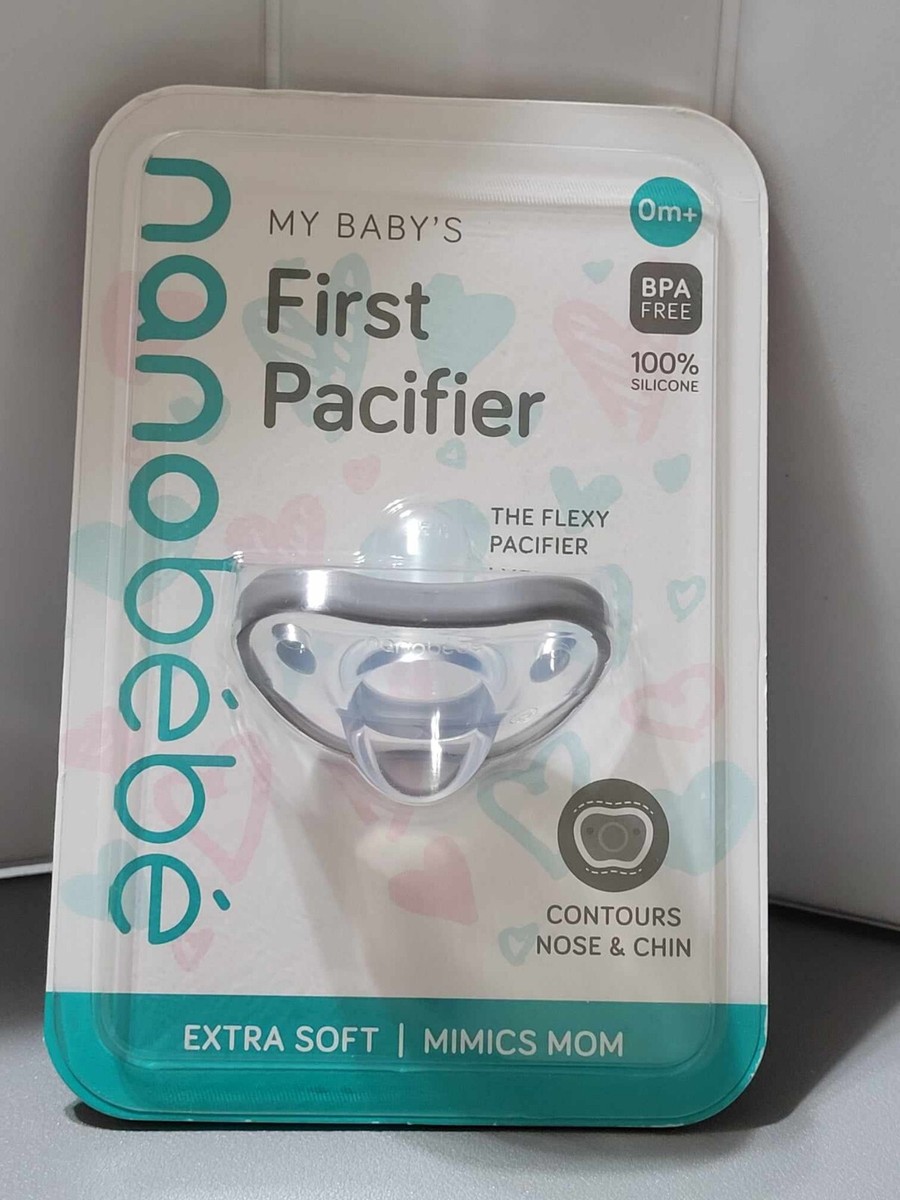 nanobébé
MY BABY'S
First
Pacifier
0m+
BPA
FREE
100%
SILICONE
THE FLEXY
PACIFIER
nanobébé
CONTOURS
NOSE & CHIN
EXTRA SOFT | MIMICS MOM